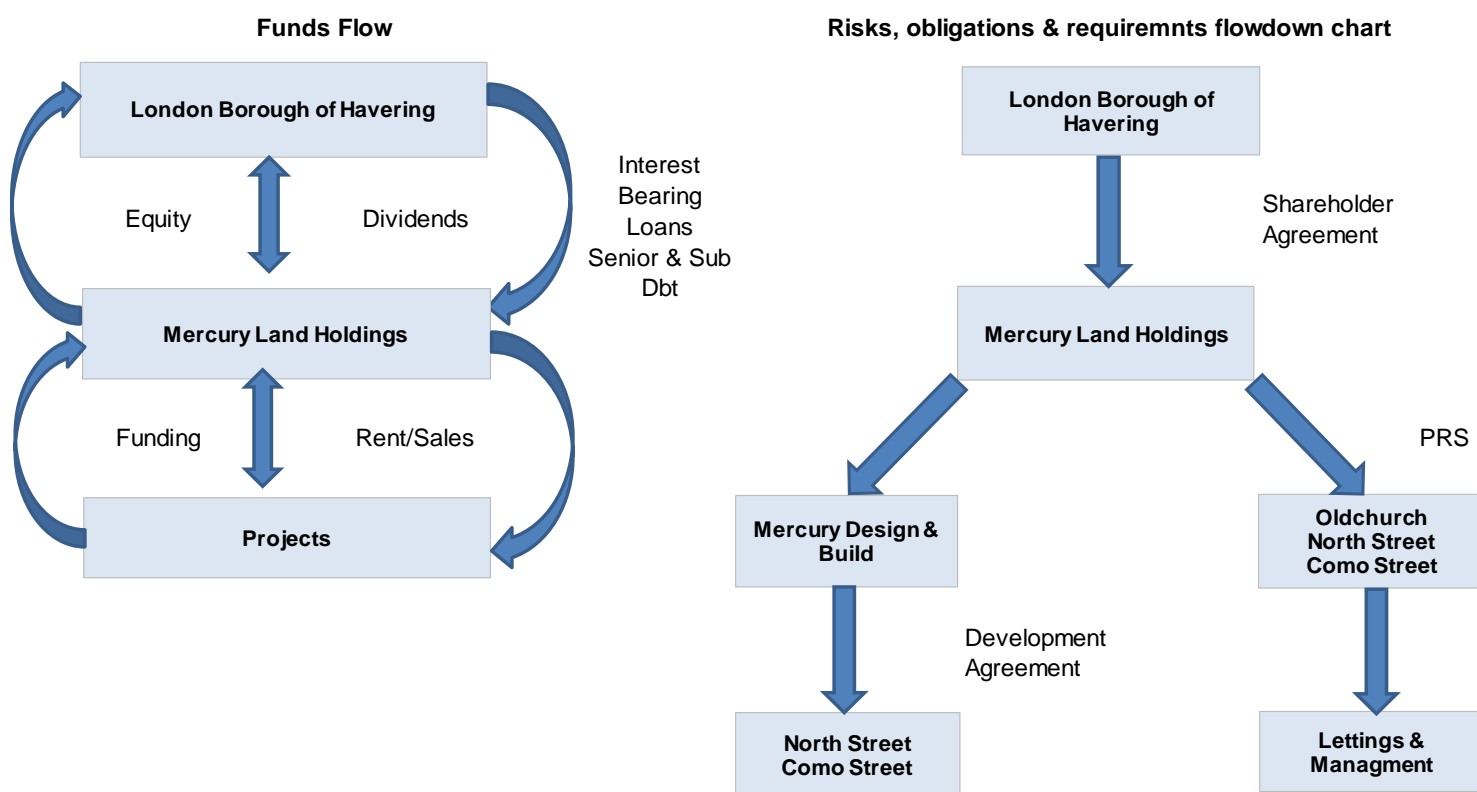 Funds Flow
London Borough of Havering
Interest
Bearing
Loans
Senior & Sub
Dbt
Equity
Dividends
Mercury Land Holdings
Funding
Rent/Sales
Projects
Risks, obligations & requiremnts flowdown chart
London Borough of
Havering
Shareholder
Agreement
Mercury Land Holdings
PRS
Mercury Design &
Build
Oldchurch
North Street
Como Street
Development
Agreement
North Street
Como Street
Lettings &
Managment